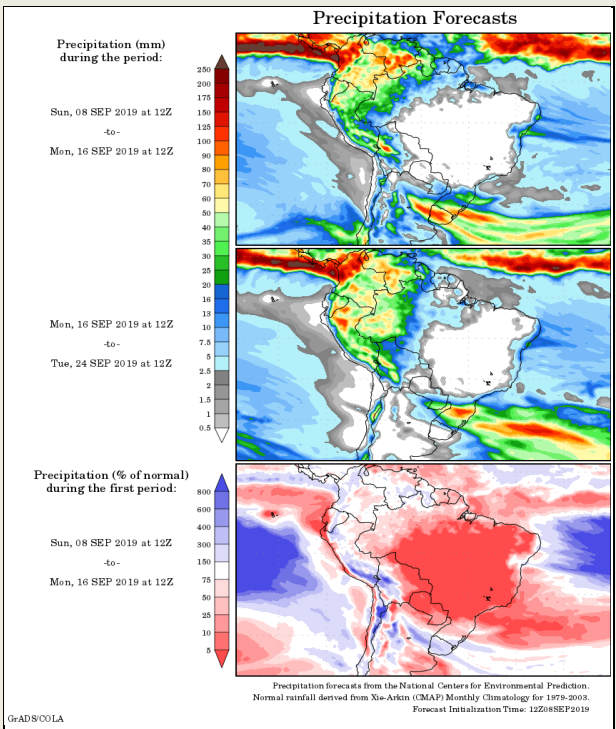 Precipitation Forecasts
Precipitation (mm)
during the period:
Sun, 08 SEP 2019 at 12Z
-to-
Mon, 16 SEP 2019 at 12Z
250
200
175
150
125
100
90
80
70
60
50
40
35
30
25
20
16
13
10
7.5
5
2.5
2
1.5
1
0.5
Mon, 16 SEP 2019 at 12Z
-to-
Tue, 24 SEP 2019 at 12Z
Precipitation (% of normal)
during the first period:
Sun, 08 SEP 2019 at 12Z
-to-
Mon, 16 SEP 2019 at 12Z
800
600
400
300
150
75
50
25
10
5
Precipitation forecasts from the National Centers for Environmental Prediction.
Normal rainfall derived from Xie-Arkin (CMAP) Monthly Climatology for 1979-2003.
Forecast Initialization Time: 12Z08SEP2019
GrADS/COLA